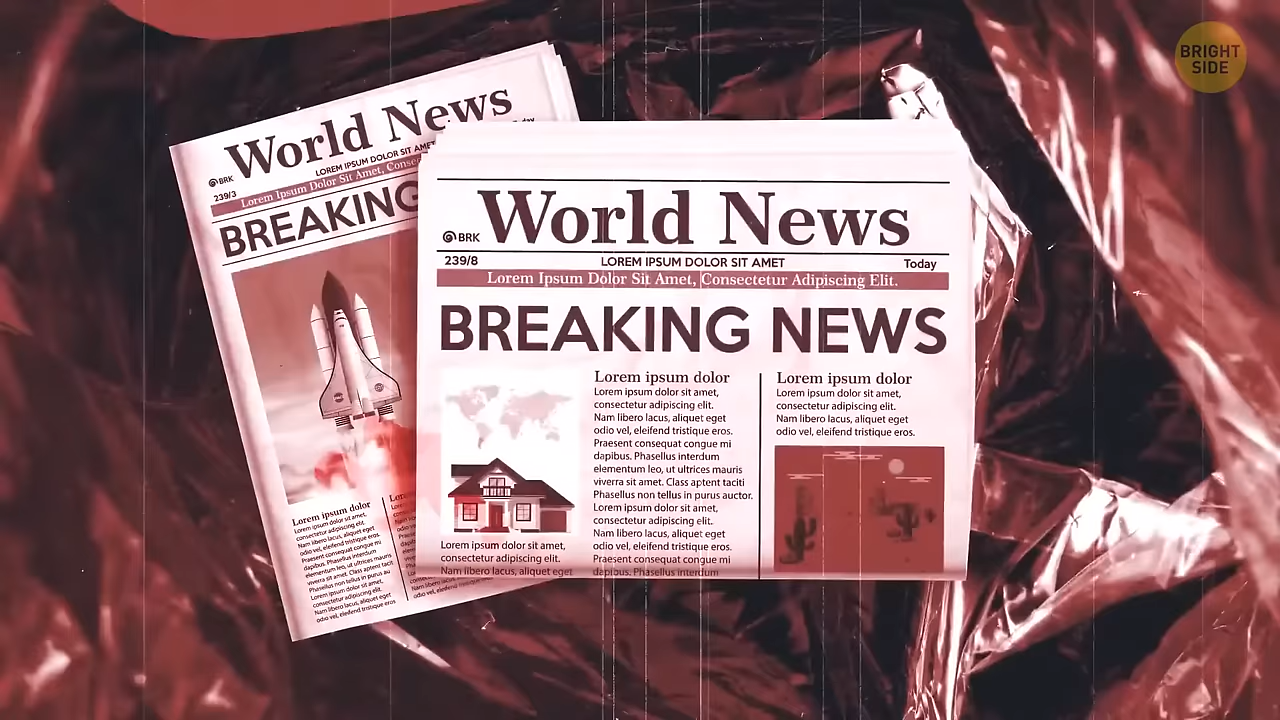 BRIGHT
SIDE
World News
BRK
LOREM IPSUM DOLOR SIT AMET
239/3
Lorem Ipsum Dolor Sit Amet,
BREAKING
Lorem ipsum dolor
Lorem ipsum dolor sit amet,
consectetur adipiscing elit.
Nam libero lacus, aliquet eget
odio vel, eleifend tristique eros.
Praesent consequat congue mi
dapibus. Phasellus interdum
elementum leo, ut ultrices mauris
viverra sit amet. Class aptent taciti
Phasellus non tellus in purus au
Lorem ipsum dolor sit amet,
consectetur adipiscing elit.
Nam libero lacus, aliquet eget
odio vel, eleifend tristique eros.
World News
BRK
239/8
LOREM IPSUM DOLOR SIT AMET
Today
Lorem Ipsum Dolor Sit Amet, Consectetur Adipiscing Elit.
BREAKING NEWS
Lorem ipsum dolor sit amet,
consectetur adipiscing elit.
Nam libero lacus, aliquet eget
Lorem ipsum dolor
Lorem ipsum dolor sit amet,
consectetur adipiscing elit.
Nam libero lacus, aliquet eget
odio vel, eleifend tristique eros.
Praesent consequat congue mi
dapibus. Phasellus interdum
elementum leo, ut ultrices mauris
viverra sit amet. Class aptent taciti
Phasellus non tellus in purus auctor.
Lorem ipsum dolor sit amet,
consectetur adipiscing elit.
Nam libero lacus, aliquet eget
odio vel, eleifend tristique eros.
Praesent consequat congue mi
dapibus. Phasellus interdum
Lorem ipsum dolor
Lorem ipsum dolor sit amet,
consectetur adipiscing elit.
Nam libero lacus, aliquet eget
odio vel, eleifend tristique eros.